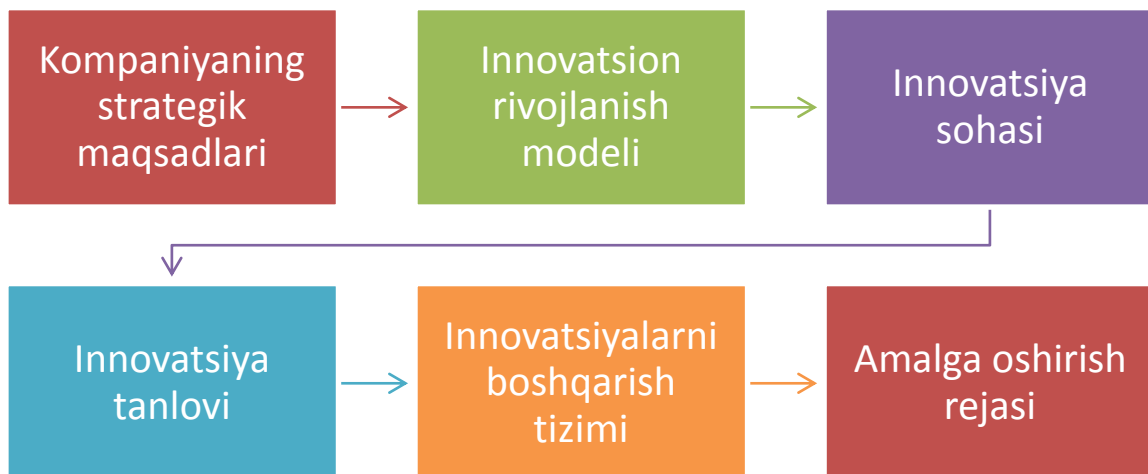 Kompaniyaning
strategik
maqsadlari
Innovatsion
rivojlanish
modeli
Innovatsiya
sohasi
Innovatsiya
tanlovi
Innovatsiyalarni
boshqarish
tizimi
Amalga oshirish
rejasi